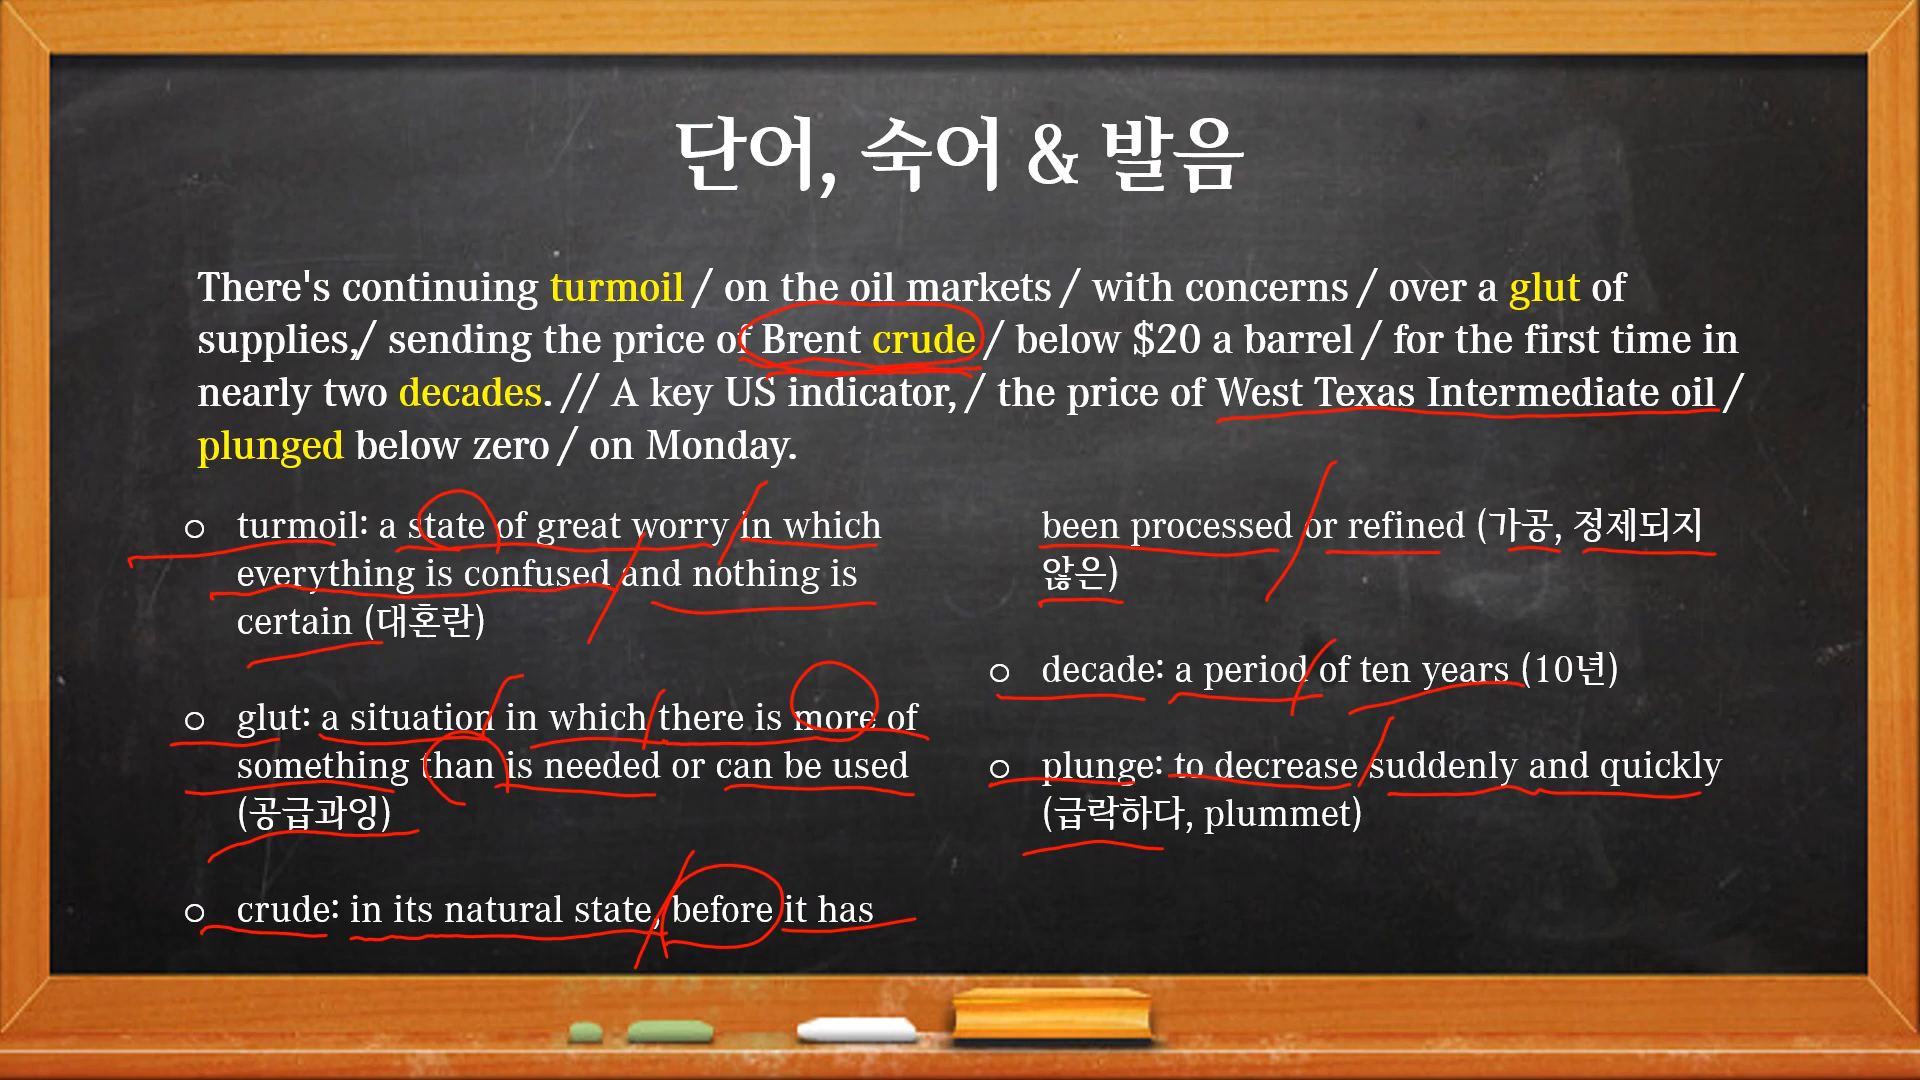 단어, 숙어 & 발음
There's continuing turmoil / on the oil markets / with concerns / over a glut of
supplies,/ sending the price of Brent crude / below $20 a barrel / for the first time in
nearly two decades. // A key US indicator, / the price of West Texas Intermediate oil /
plunged below zero / on Monday.
o turmoil: a state of great worry in which
everything is confused and nothing is
certain (대혼란)
o glut: a situation in which there is more of
something than is needed or can be used
(공급과잉)
o crude: in its natural state, before it has
been processed or refined (가공, 정제되지
않은)
o decade: a period of ten years (10년)
o plunge: to decrease suddenly and quickly
(급락하다, plummet)